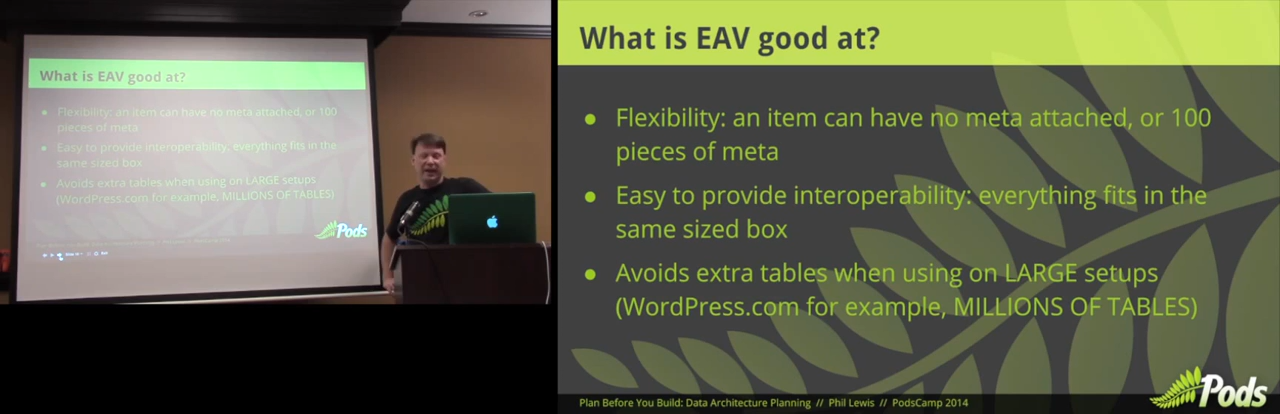 What is EAV good at?
● Flexibility: an item can have no meta attached, or 100
pieces of meta
● Easy to provide interoperability: everything fits in the
same sized box
● Avoids extra tables when using on LARGE setups
(WordPress.com for example, MILLIONS OF TABLES)
Pods
What is EAV good at?
● Flexibility: an item can have no meta attached, or 100
pieces of meta
● Easy to provide interoperability: everything fits in the
same sized box
● Avoids extra tables when using on LARGE setups
(WordPress.com for example, MILLIONS OF TABLES)
Plan Before You Build: Data Architecture Planning // Phil Lewis // PodsCamp 2014
Pods